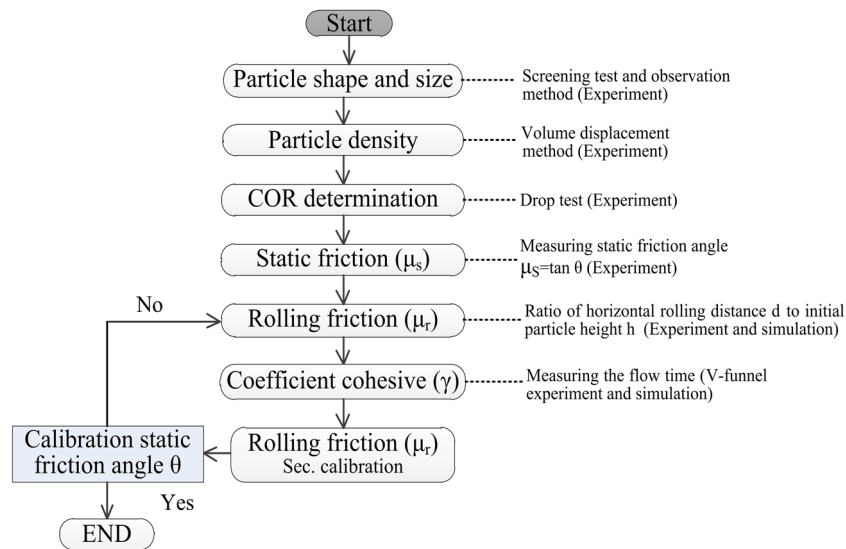 Start
Particle shape and size
Screening test and observation
method (Experiment)
Particle density
Volume displacement
method (Experiment)
COR determination
Drop test (Experiment)
Static friction (μs)
Measuring static friction angle
μS=tan θ (Experiment)
No
Rolling friction (μr)
Ratio of horizontal rolling distance d to initial
particle height h (Experiment and simulation)
Coefficient cohesive (γ)
Measuring the flow time (V-funnel
experiment and simulation)
Calibration static
friction angle θ
Rolling friction (μr)
Sec. calibration
Yes
END